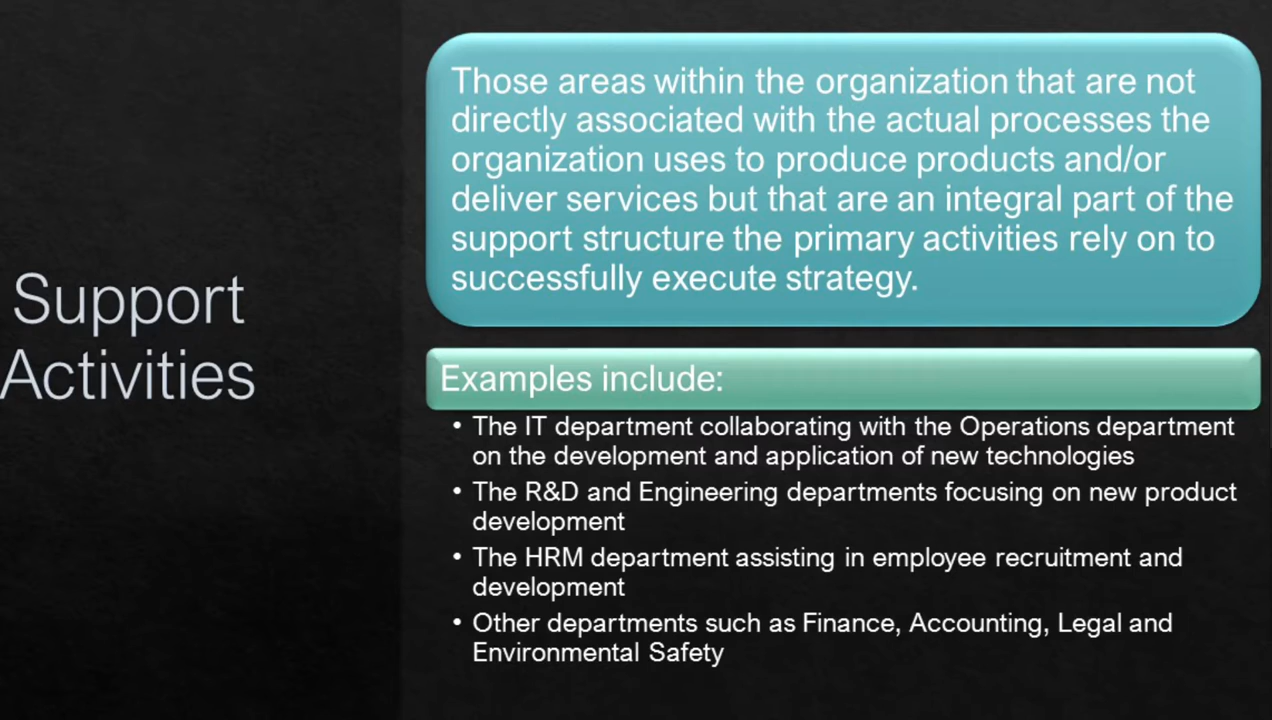 Support
Activities
Those areas within the organization that are not
directly associated with the actual processes the
organization uses to produce products and/or
deliver services but that are an integral part of the
support structure the primary activities rely on to
successfully execute strategy.
Examples include:
• The IT department collaborating with the Operations department
on the development and application of new technologies
• The R&D and Engineering departments focusing on new product
development
• The HRM department assisting in employee recruitment and
development
• Other departments such as Finance, Accounting, Legal and
Environmental Safety